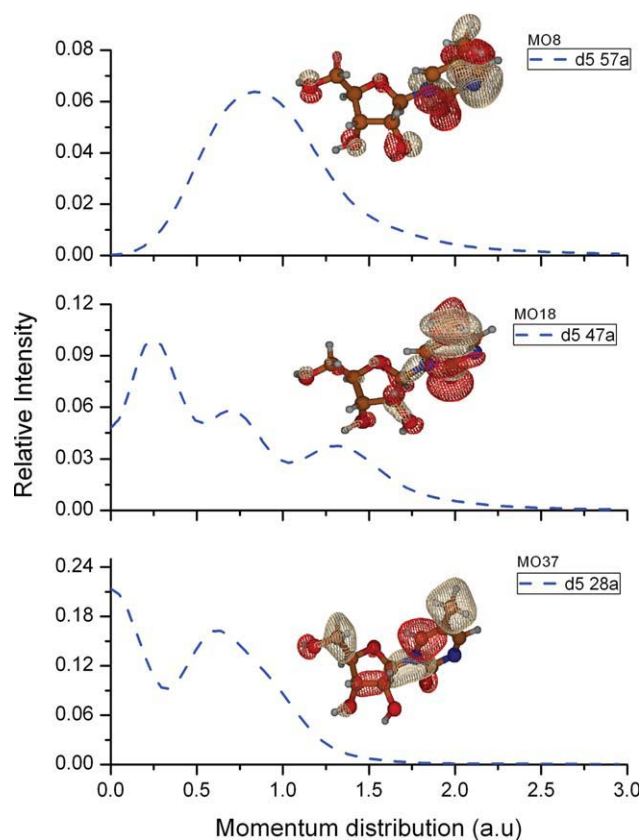 MO8
d5 57a
0.08
0.06
0.04
0.02
0.00
MO18
d5 47a
0.12
0.09
0.06
0.03
0.00
MO37
d5 28a
0.24
0.18
0.12
0.06
0.00
0.0 0.5 1.0 1.5 2.0 2.5 3.0
Relative Intensity
Momentum distribution (a.u)